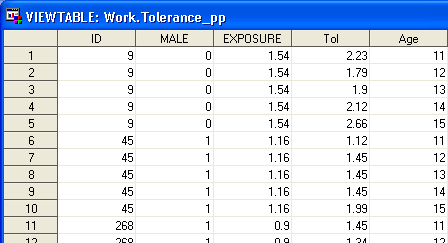 VIEWTABLE: Work.Tolerance_pp
ID MALE EXPOSURE Tol Age
1 9 0 1.54 2.23 11
2 9 0 1.54 1.79 12
3 9 0 1.54 1.9 13
4 9 0 1.54 2.12 14
5 9 0 1.54 2.66 15
6 45 1 1.16 1.12 11
7 45 1 1.16 1.45 12
8 45 1 1.16 1.45 13
9 45 1 1.16 1.45 14
10 45 1 1.16 1.99 15
11 268 1 0.9 1.45 11
12 268 1 0.9 1.34 12